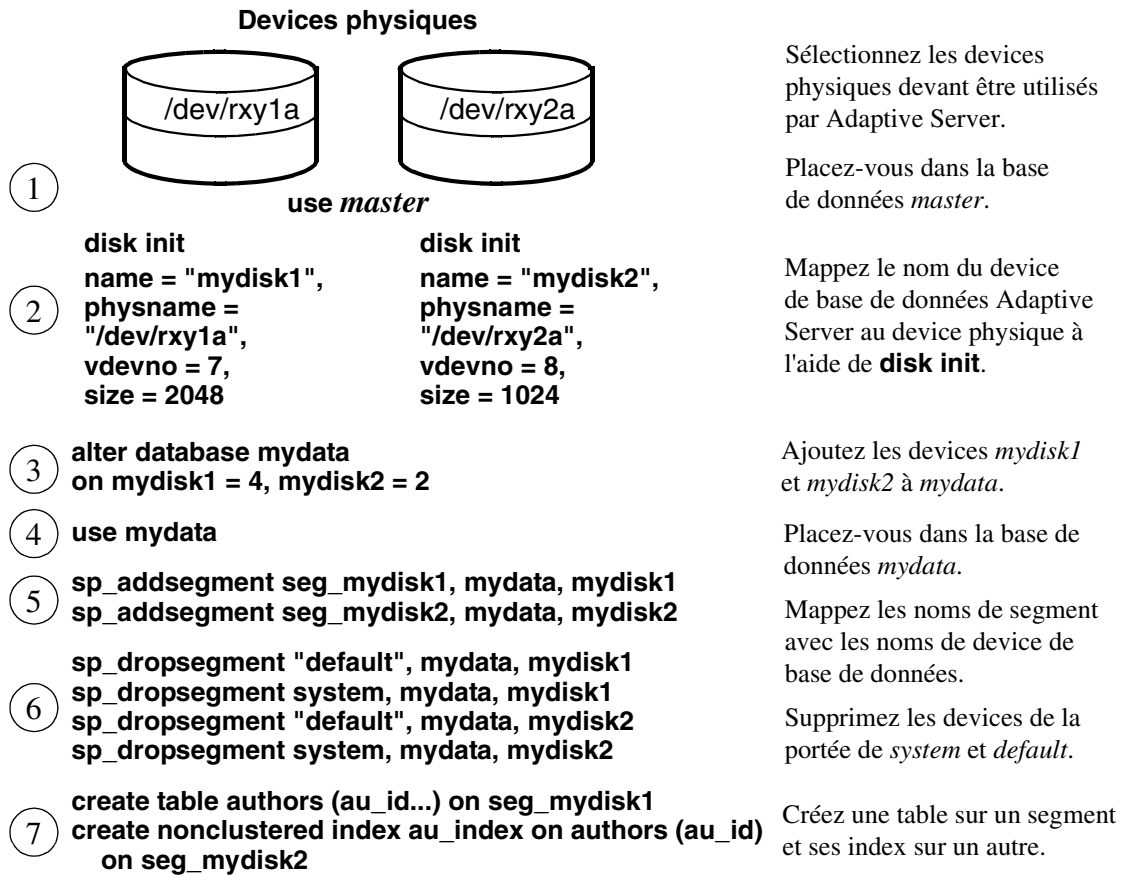 Devices physiques
/dev/rxy1a
/dev/rxy2a
Sélectionnez les devices
physiques devant être utilisés
par Adaptive Server.
1
use master
Placez-vous dans la base
de données master.
2
disk init
name = "mydisk1",
physname =
"/dev/rxy1a",
vdevno = 7,
size = 2048
disk init
name = "mydisk2",
physname =
"/dev/rxy2a",
vdevno = 8,
size = 1024
Mappez le nom du device
de base de données Adaptive
Server au device physique à
l'aide de disk init.
3
alter database mydata
on mydisk1 = 4, mydisk2 = 2
Ajoutez les devices mydisk1
et mydisk2 à mydata.
4
use mydata
Placez-vous dans la base de
données mydata.
5
sp_addsegment seg_mydisk1, mydata, mydisk1
sp_addsegment seg_mydisk2, mydata, mydisk2
Mappez les noms de segment
avec les noms de device de
base de données.
6
sp_dropsegment "default", mydata, mydisk1
sp_dropsegment system, mydata, mydisk1
sp_dropsegment "default", mydata, mydisk2
sp_dropsegment system, mydata, mydisk2
Supprimez les devices de la
portée de system et default.
7
create table authors (au_id...) on seg_mydisk1
create nonclustered index au_index on authors (au_id)
on seg_mydisk2
Créez une table sur un segment
et ses index sur un autre.